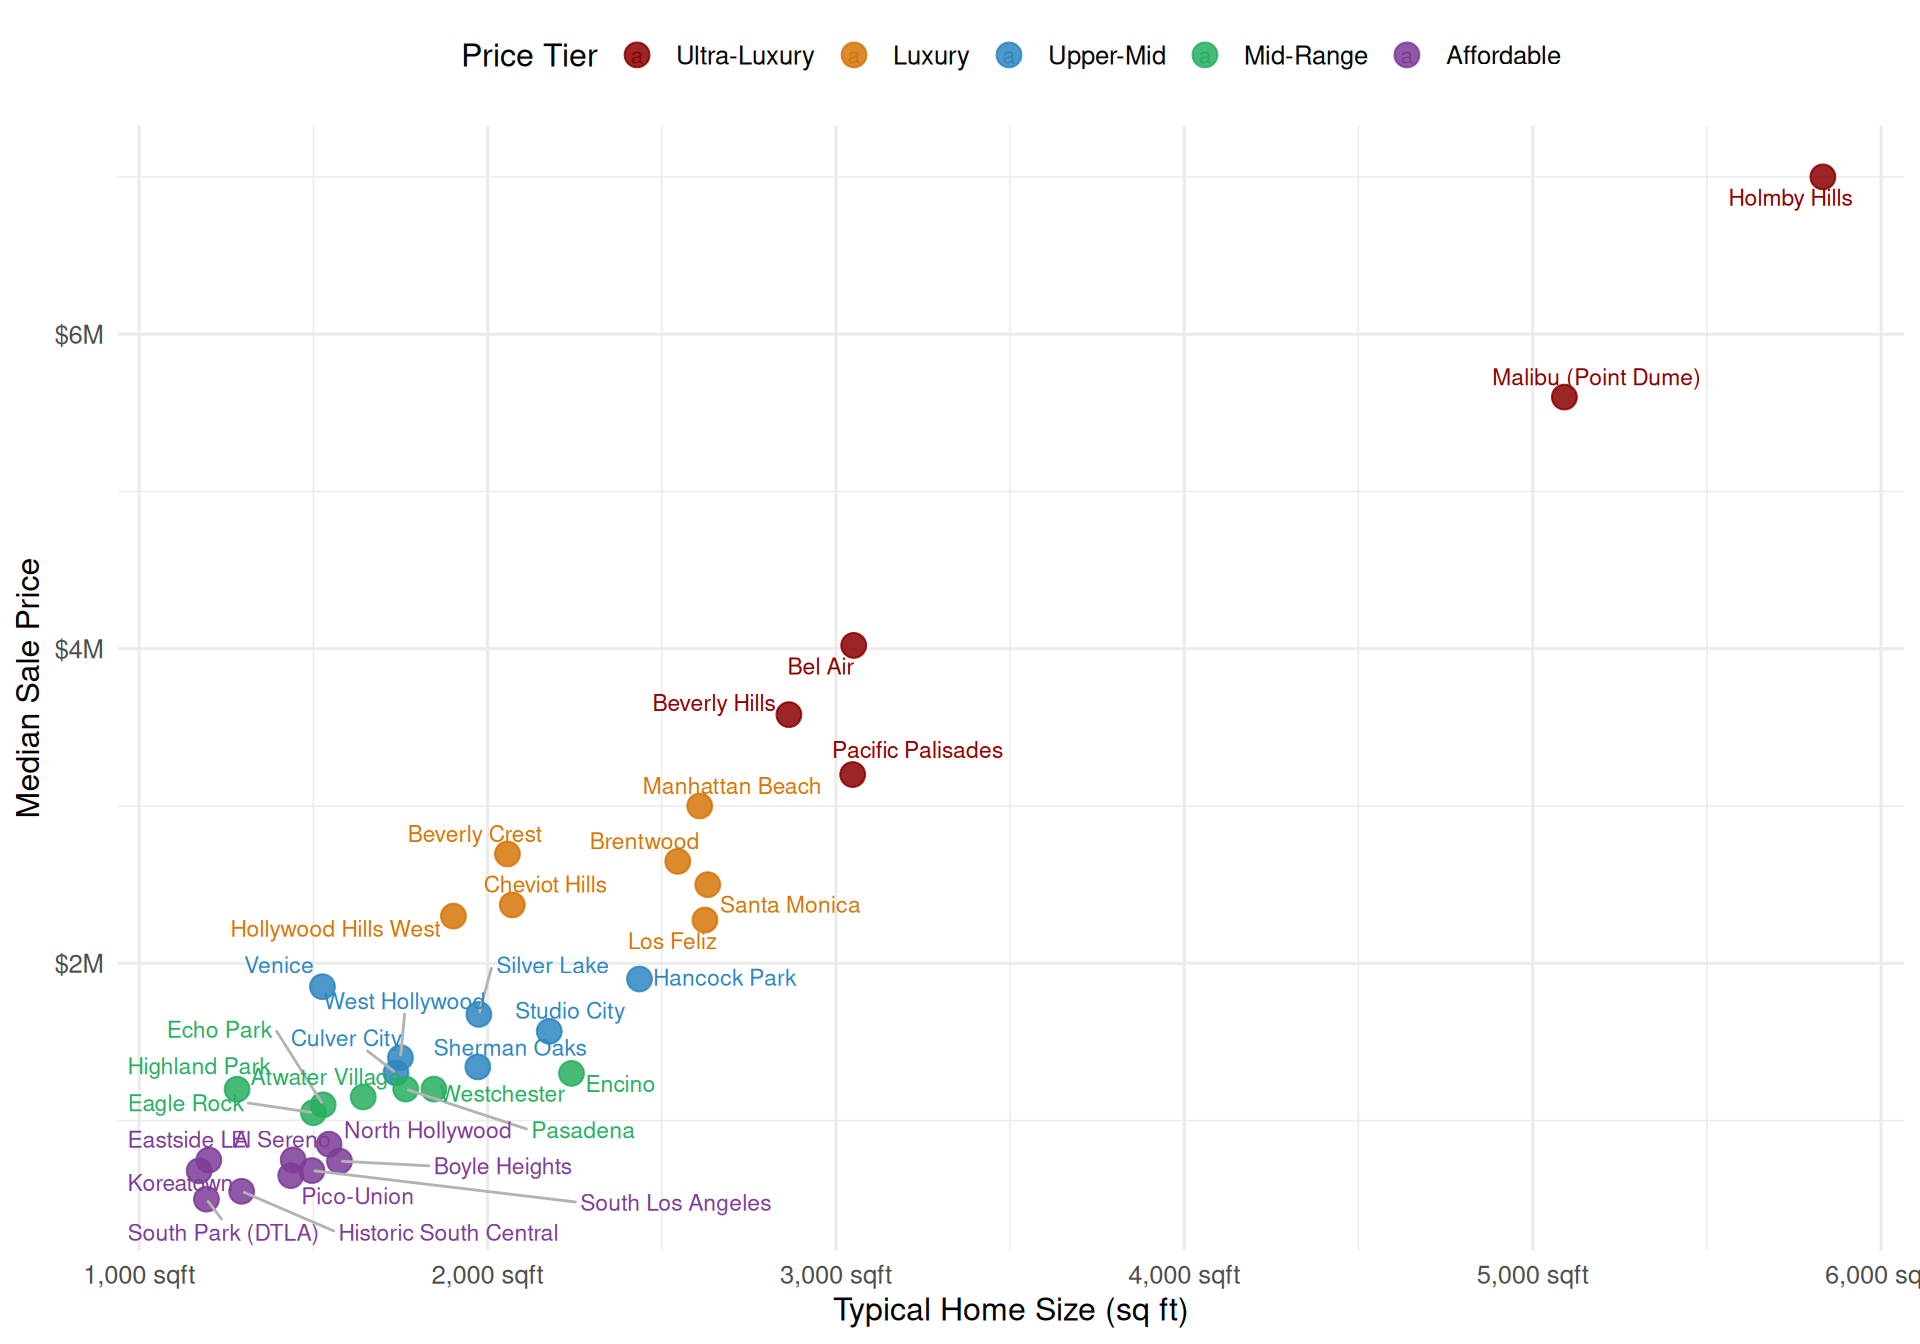 Price Tier a Ultra-Luxury a Luxury a Upper-Mid a Mid-Range a Affordable
Holmby Hills
$6M
Malibu (Point Dume)
$4M
Bel Air
Beverly Hills
Pacific Palisades
Manhattan Beach
Beverly Crest
Brentwood
Cheviot Hills
Santa Monica
Hollywood Hills West
Los Feliz
$2M
Venice
Silver Lake
Hancock Park
West Hollywood
Studio City
Echo Park
Culver City
Sherman Oaks
Highland Park
Atwater Village
Encino
Westchester
Eagle Rock
North Hollywood
Pasadena
Eastside LA
El Sereno
Boyle Heights
Koreatown
Pico-Union
South Los Angeles
South Park (DTLA)
Historic South Central
1,000 sqft 2,000 sqft 3,000 sqft 4,000 sqft 5,000 sqft 6,000 sq
Typical Home Size (sq ft)
Median Sale Price